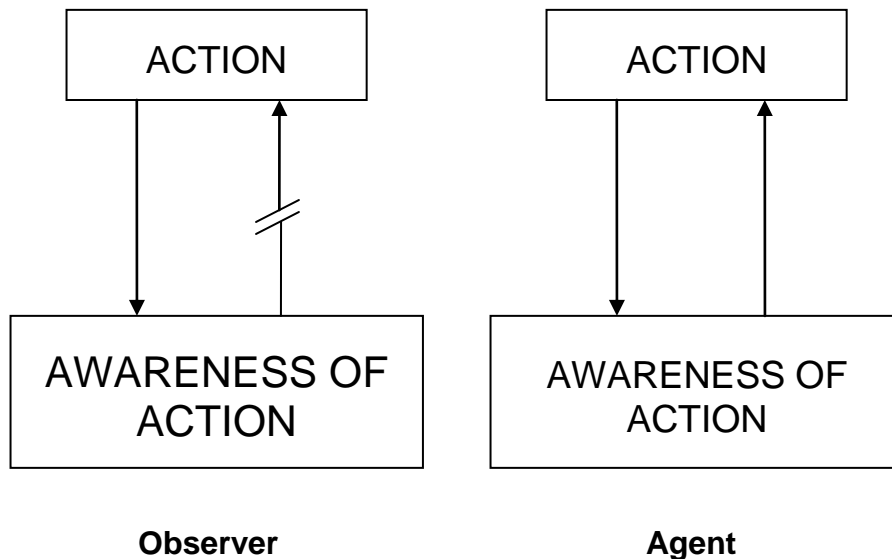 ACTION
AWARENESS OF
ACTION
Observer
ACTION
AWARENESS OF
ACTION
Agent